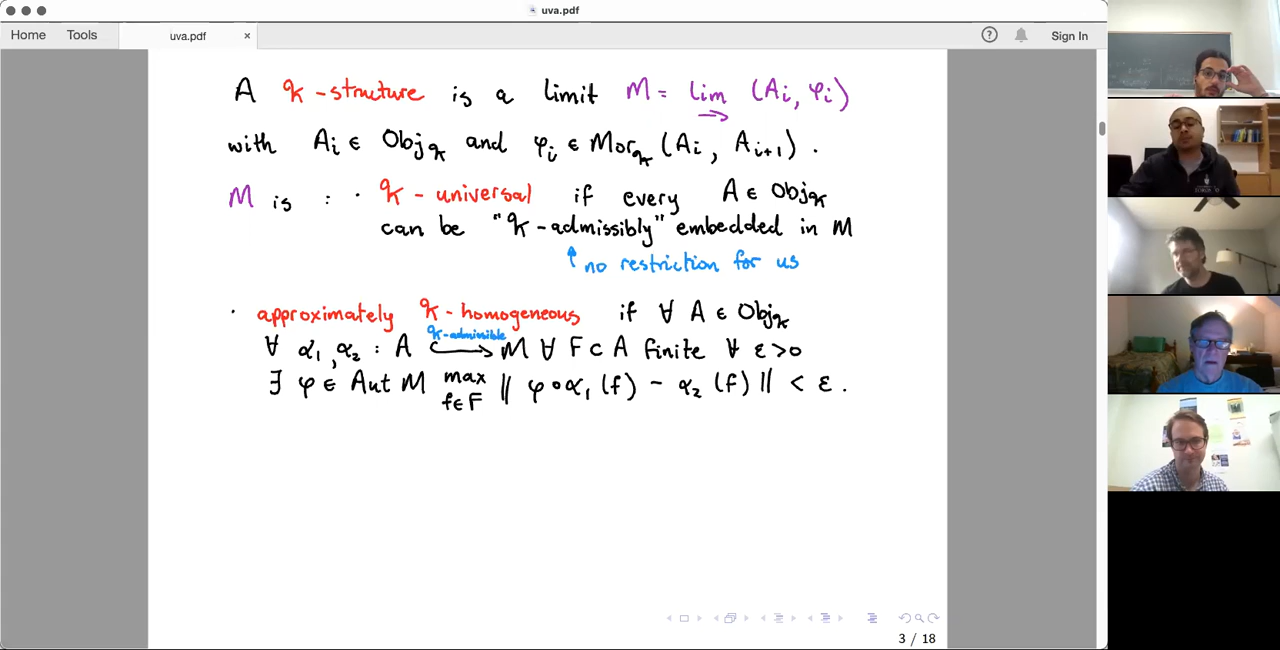 uva.pdf
Home Tools uva.pdf × Sign In
A 𝔎-structure is a limit M = lim→ (Ai, φi)
with Ai ∈ Obj𝔎 and φi ∈ Mor𝔎 (Ai, Ai+1).
M is : · 𝔎-universal if every A ∈ Obj𝔎
can be "𝔎-admissibly" embedded in M
↑ no restriction for us
· approximately 𝔎-homogeneous if ∀ A ∈ Obj𝔎
𝔎-admissible
∀ α1, α2 : A ↪ M ∀ F ⊂ A finite ∀ ε > 0
∃ φ ∈ Aut M max f∈F ‖ φ∘α1(f) − α2(f) ‖ < ε.
3 / 18